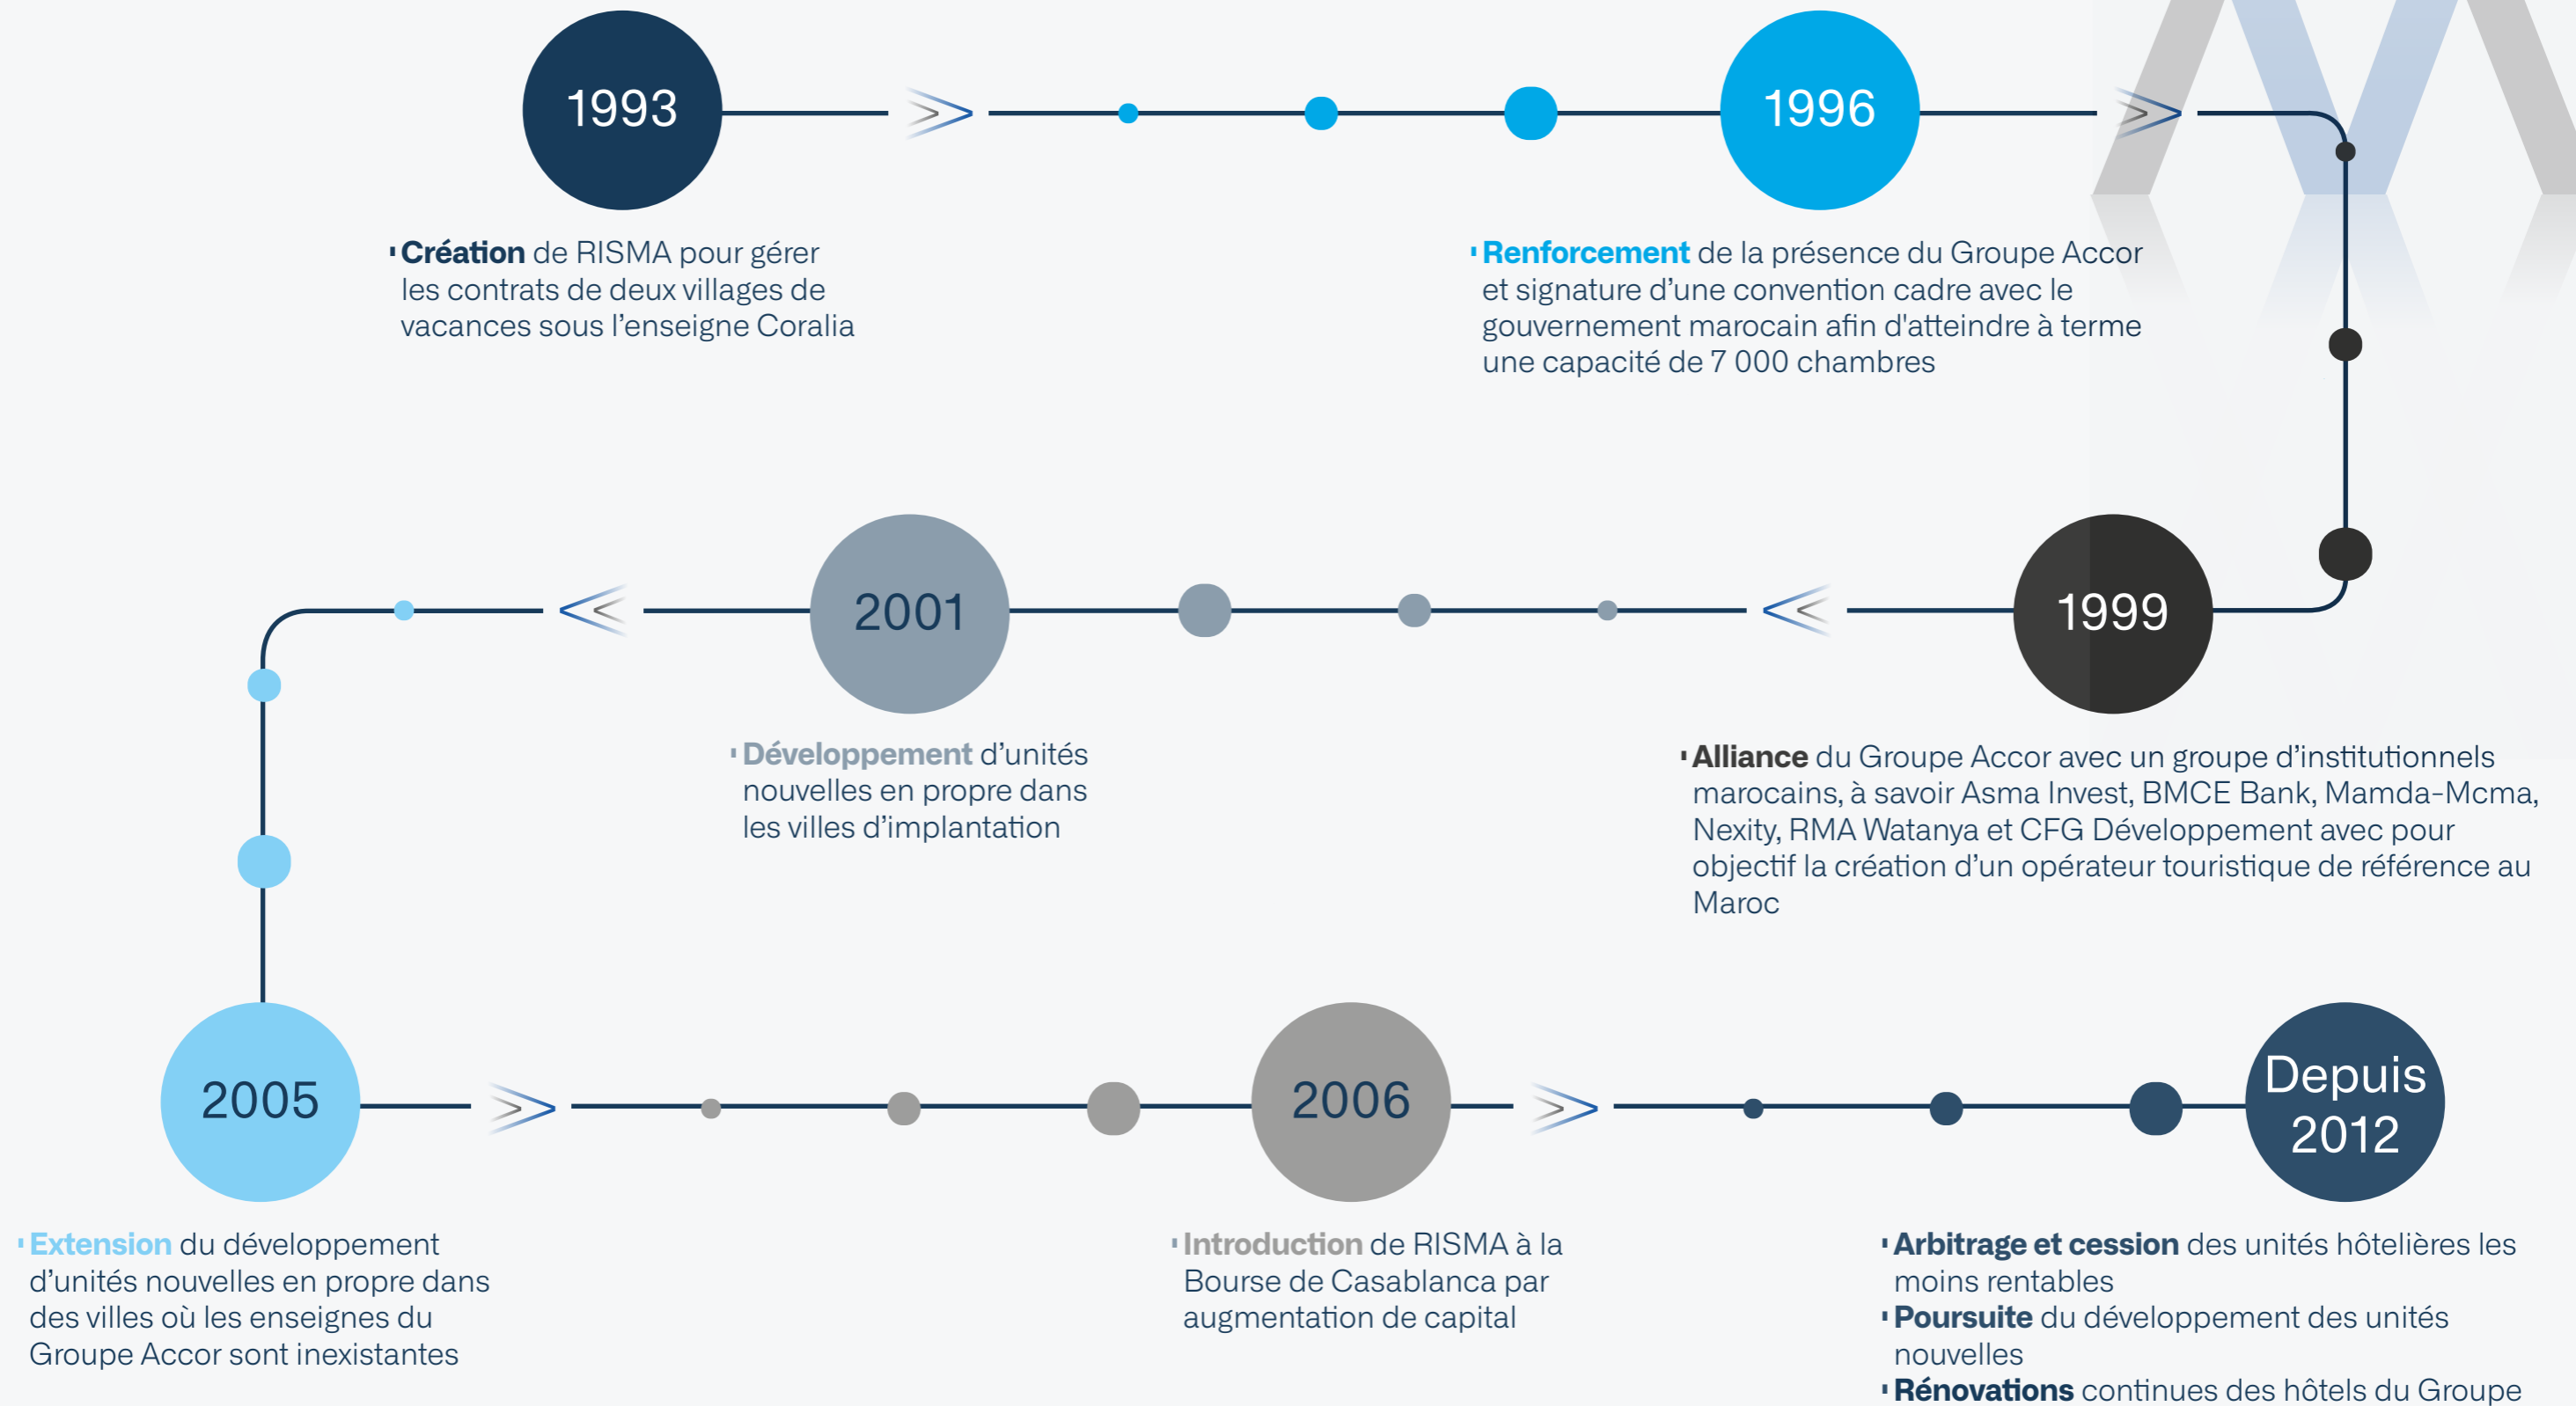 1993
▪ Création de RISMA pour gérer
les contrats de deux villages de
vacances sous l’enseigne Coralia
1996
▪ Renforcement de la présence du Groupe Accor
et signature d’une convention cadre avec le
gouvernement marocain afin d'atteindre à terme
une capacité de 7 000 chambres
1999
▪ Alliance du Groupe Accor avec un groupe d’institutionnels
marocains, à savoir Asma Invest, BMCE Bank, Mamda-Mcma,
Nexity, RMA Watanya et CFG Développement avec pour
objectif la création d’un opérateur touristique de référence au
Maroc
2001
▪ Développement d’unités
nouvelles en propre dans
les villes d’implantation
2005
▪ Extension du développement
d’unités nouvelles en propre dans
des villes où les enseignes du
Groupe Accor sont inexistantes
2006
▪ Introduction de RISMA à la
Bourse de Casablanca par
augmentation de capital
Depuis
2012
▪ Arbitrage et cession des unités hôtelières les
moins rentables
▪ Poursuite du développement des unités
nouvelles
▪ Rénovations continues des hôtels du Groupe